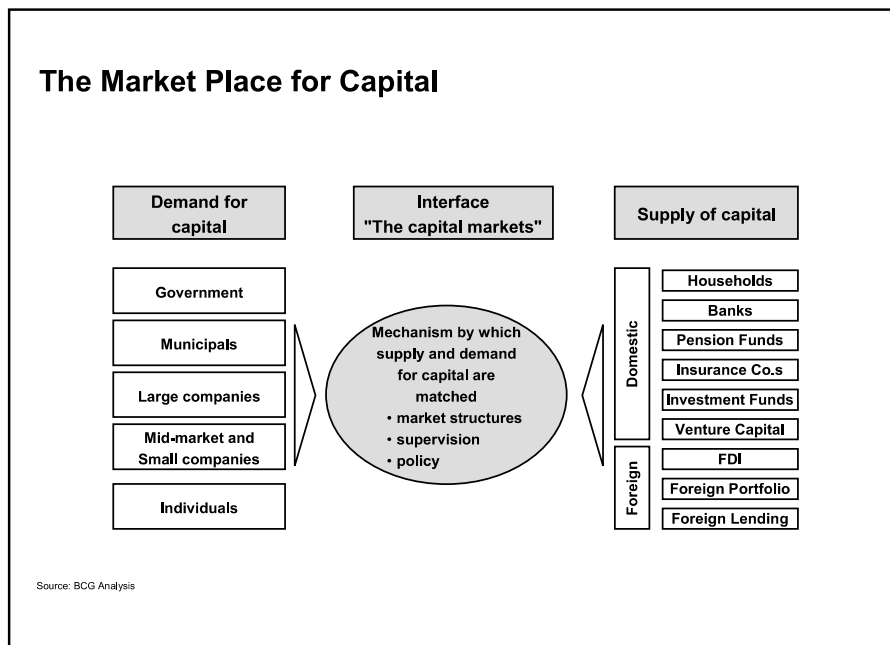 The Market Place for Capital
Demand for
capital
Interface
"The capital markets"
Supply of capital
Government
Municipals
Large companies
Mid-market and
Small companies
Individuals
Mechanism by which
supply and demand
for capital are
matched
• market structures
• supervision
• policy
Domestic
Households
Banks
Pension Funds
Insurance Co.s
Investment Funds
Venture Capital
Foreign
FDI
Foreign Portfolio
Foreign Lending
Source: BCG Analysis